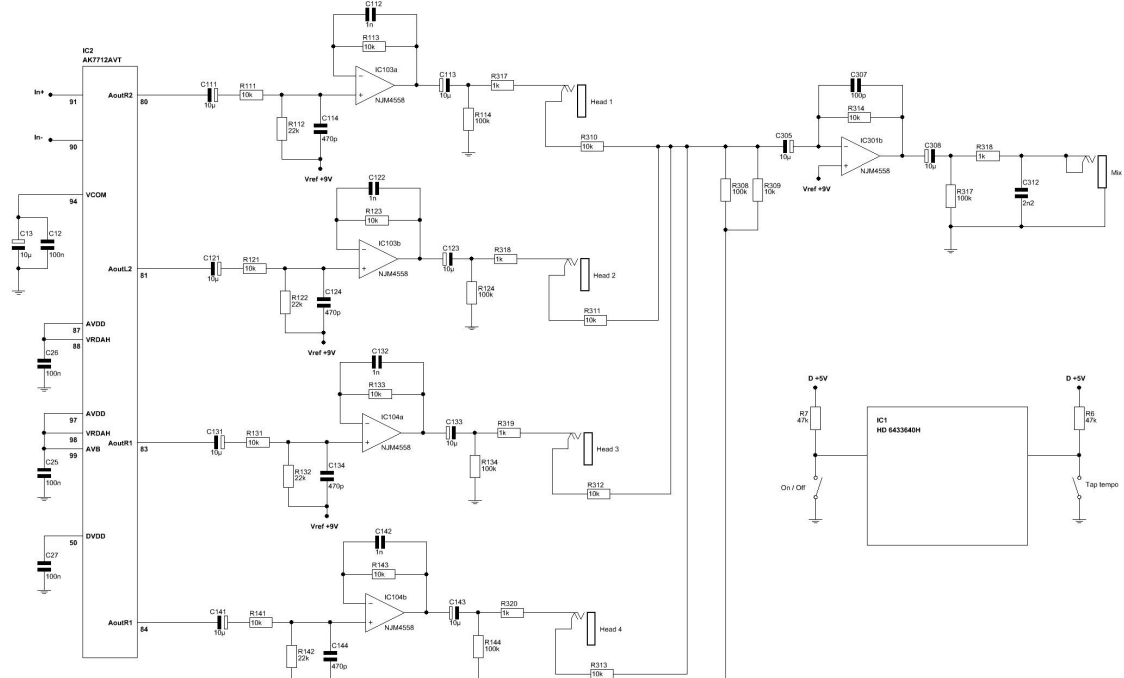 C112
1n
R113
10k
IC2
AK7712AVT
IC103a
NJM4558
C111
10µ
R111
10k
C113
10µ
R317
1k
Head 1
In+
91
AoutR2
80
R112
22k
C114
470p
R114
100k
Vref +9V
In-
90
R310
10k
C307
100p
R314
10k
C305
10µ
IC301b
NJM4558
C308
10µ
R318
1k
Mix
Vref +9V
R308
100k
R309
10k
R317
100k
C312
2n2
VCOM
94
C13
10µ
C12
100n
C122
1n
R123
10k
IC103b
NJM4558
AoutL2
81
C121
10µ
R121
10k
C123
10µ
R318
1k
Head 2
R122
22k
C124
470p
R124
100k
Vref +9V
R311
10k
AVDD
87
VRDAH
88
C26
100n
C132
1n
R133
10k
IC104a
NJM4558
AVDD
97
VRDAH
98
AVB
99
C25
100n
AoutR1
83
C131
10µ
R131
10k
C133
10µ
R319
1k
Head 3
R132
22k
C134
470p
R134
100k
Vref +9V
R312
10k
D +5V
R7
47k
IC1
HD 6433640H
D +5V
R6
47k
On / Off
Tap tempo
DVDD
50
C27
100n
C142
1n
R143
10k
IC104b
NJM4558
AoutR1
84
C141
10µ
R141
10k
C143
10µ
R320
1k
Head 4
R142
22k
C144
470p
R144
100k
R313
10k